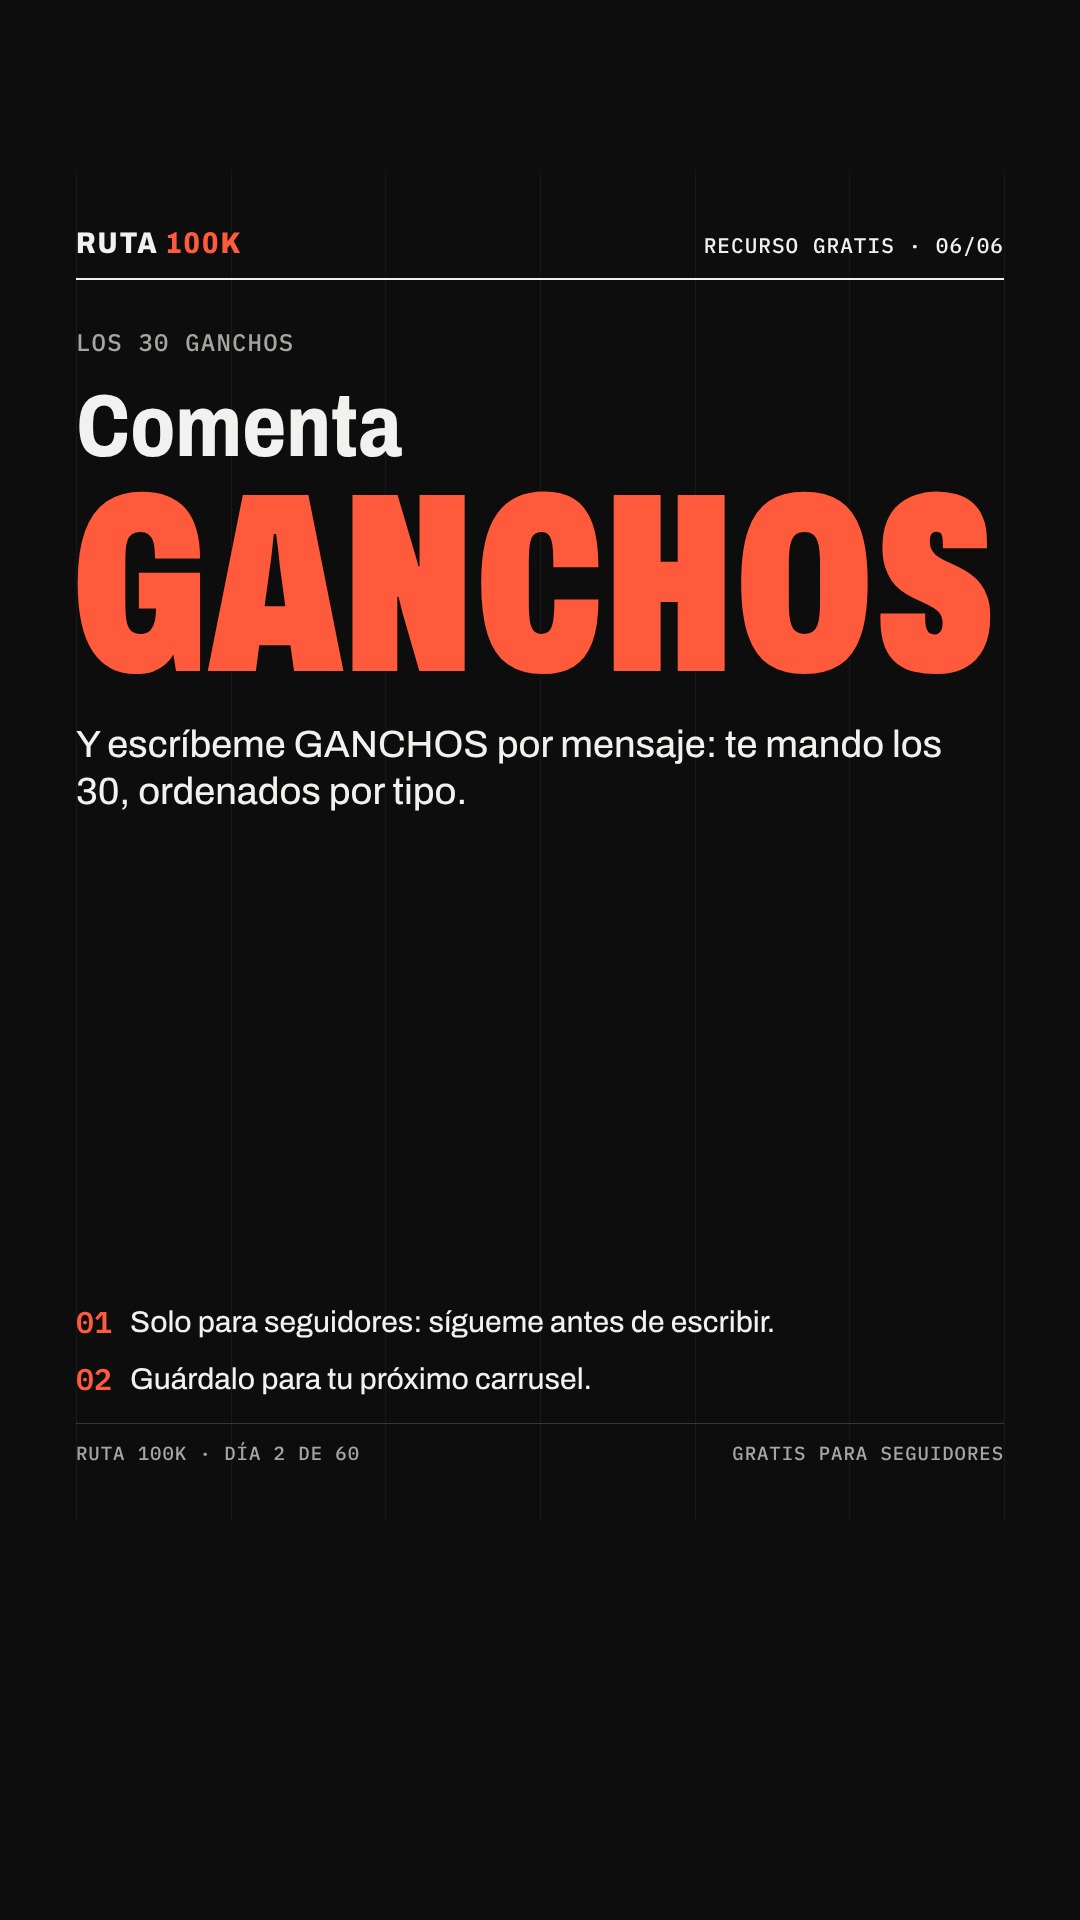 RUTA 100K
RECURSO GRATIS · 06/06
LOS 30 GANCHOS
Comenta
GANCHOS
Y escríbeme GANCHOS por mensaje: te mando los
30, ordenados por tipo.
01 Solo para seguidores: sígueme antes de escribir.
02 Guárdalo para tu próximo carrusel.
RUTA 100K · DÍA 2 DE 60
GRATIS PARA SEGUIDORES